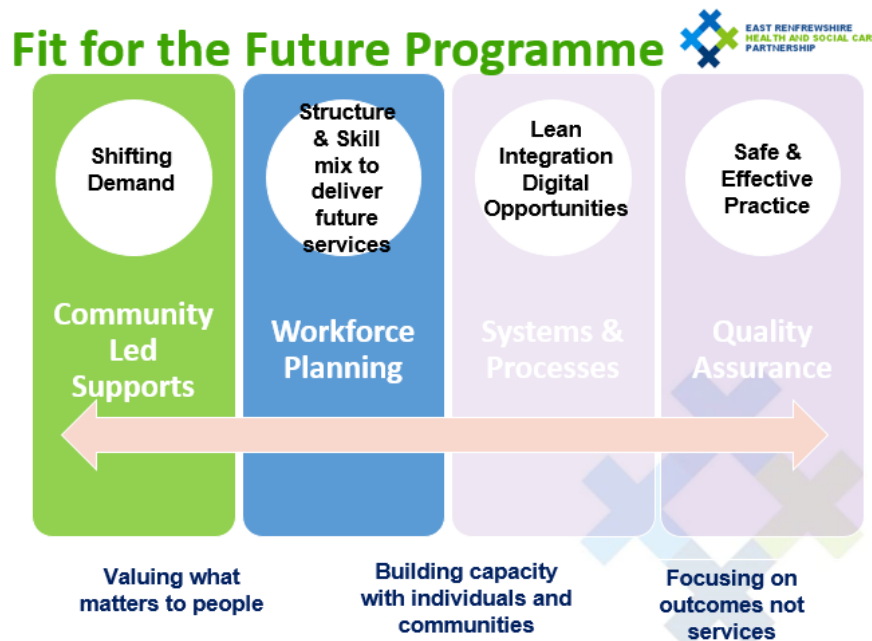 Fit for the Future Programme
EAST RENFREWSHIRE
HEALTH AND SOCIAL CAR
PARTNERSHIP
Shifting
Demand
Structure
& Skill
mix to
deliver
future
services
Lean
Integration
Digital
Opportunities
Safe &
Effective
Practice
Community
Led
Supports
Workforce
Planning
Systems &
Processes
Quality
Assurance
Valuing what
matters to people
Building capacity
with individuals and
communities
Focusing on
outcomes not
services